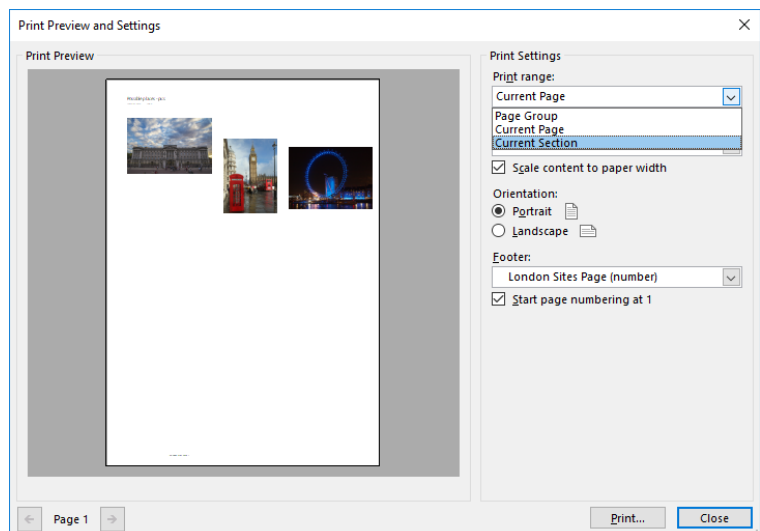 Print Preview and Settings
Print Preview
Print Settings
Print range:
Current Page
Page Group
Current Page
Current Section
Scale content to paper width
Orientation:
Portrait
Landscape
Footer:
London Sites Page (number)
Start page numbering at 1
Page 1
Print...
Close